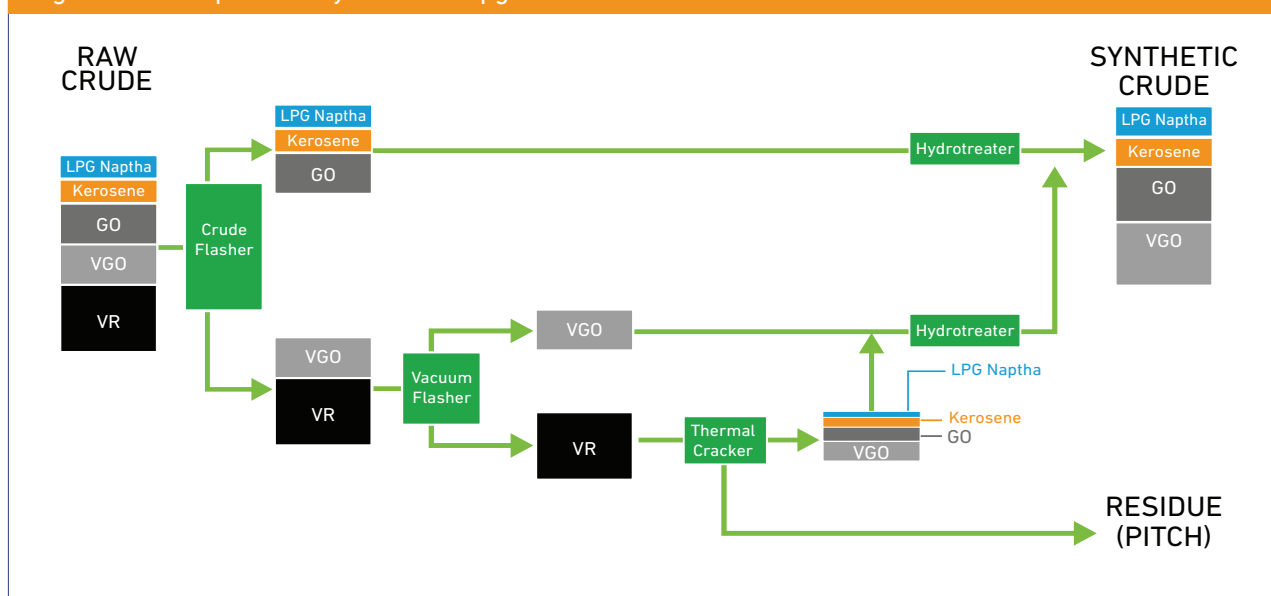 RAW
CRUDE
SYNTHETIC
CRUDE
LPG Naptha
Kerosene
GO
VGO
VR
Crude
Flasher
LPG Naptha
Kerosene
GO
Hydrotreater
LPG Naptha
Kerosene
GO
VGO
VGO
VR
Vacuum
Flasher
VGO
Hydrotreater
VR
Thermal
Cracker
LPG Naptha
Kerosene
GO
VGO
RESIDUE
(PITCH)